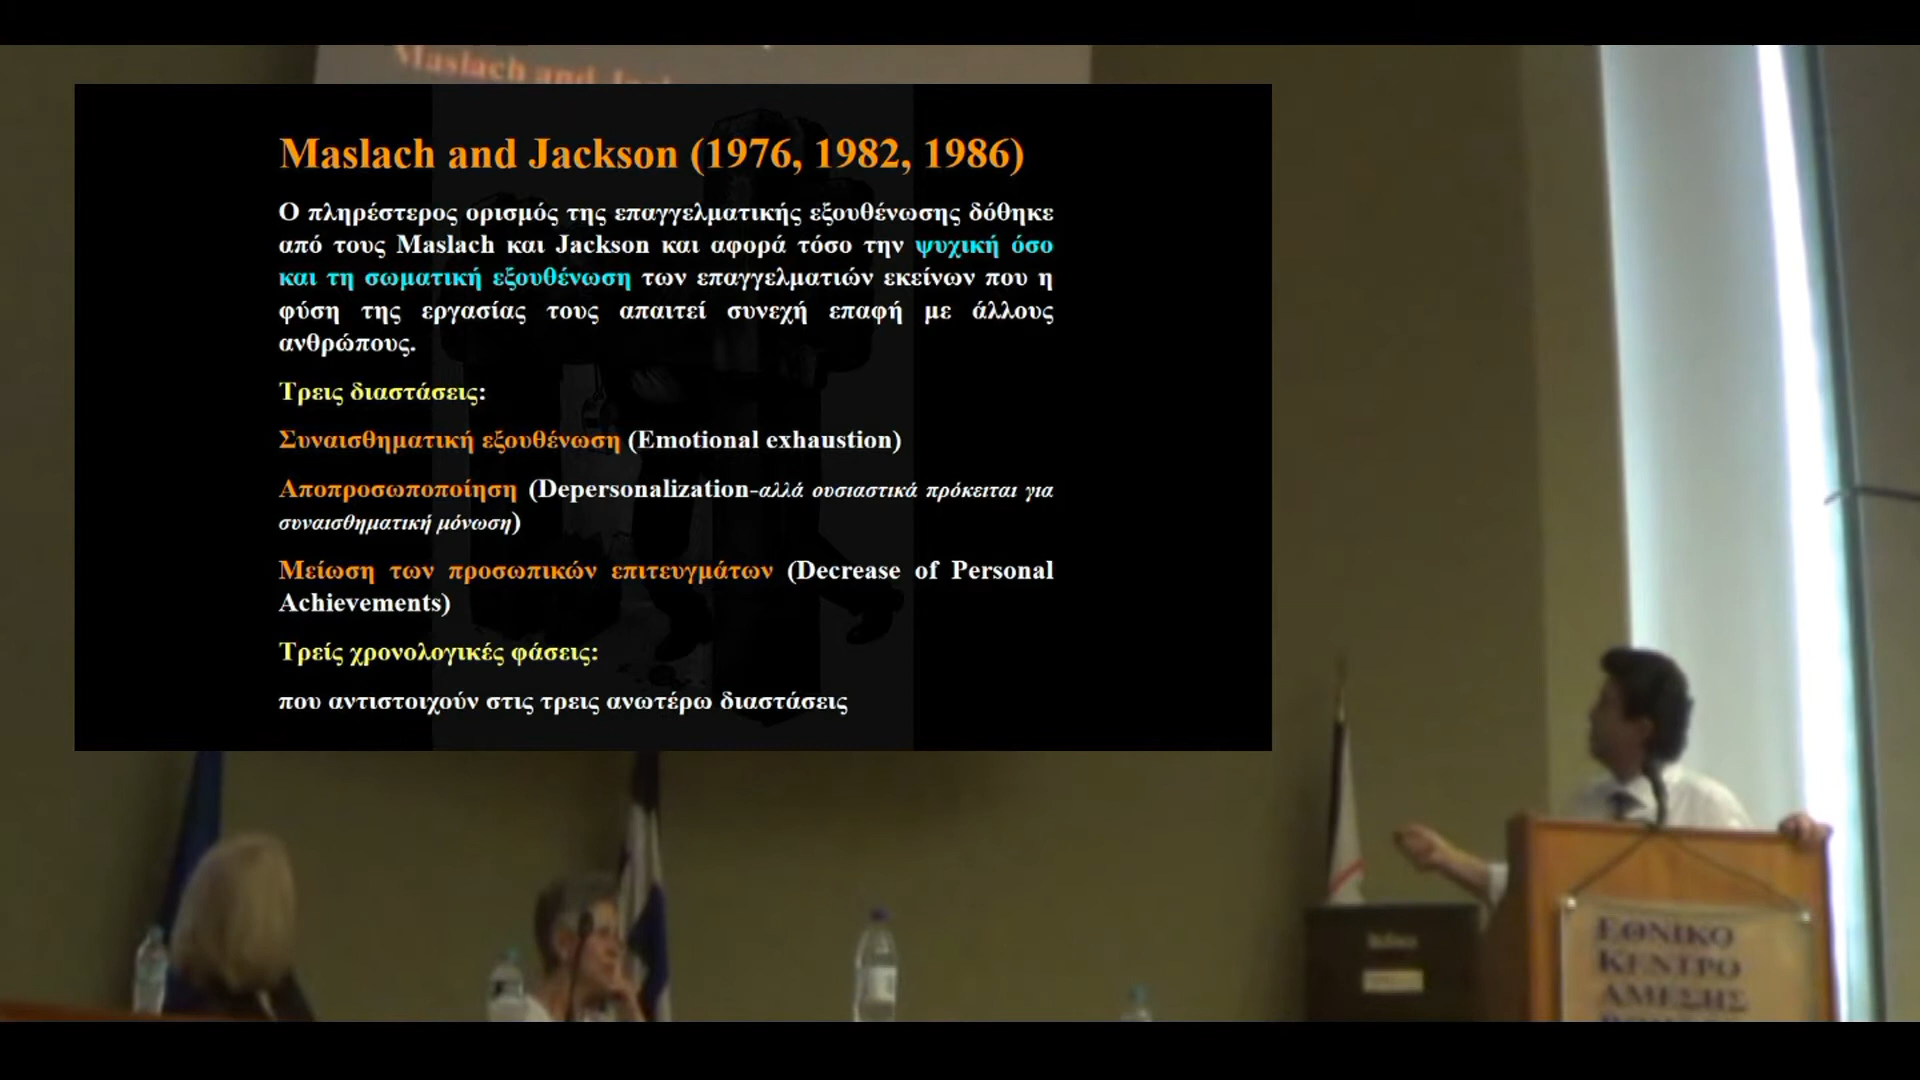 Maslach and
Maslach and Jackson (1976, 1982, 1986)
Ο πληρέστερος ορισμός της επαγγελματικής εξουθένωσης δόθηκε
από τους Maslach και Jackson και αφορά τόσο την ψυχική όσο
και τη σωματική εξουθένωση των επαγγελματιών εκείνων που η
φύση της εργασίας τους απαιτεί συνεχή επαφή με άλλους
ανθρώπους.
Τρεις διαστάσεις:
Συναισθηματική εξουθένωση (Emotional exhaustion)
Αποπροσωποποίηση (Depersonalization-αλλά ουσιαστικά πρόκειται για
συναισθηματική μόνωση)
Μείωση των προσωπικών επιτευγμάτων (Decrease of Personal
Achievements)
Τρείς χρονολογικές φάσεις:
που αντιστοιχούν στις τρεις ανωτέρω διαστάσεις
ΕΘΝΙΚΟ
ΚΕΝΤΡΟ
ΑΜΕΣΗΣ